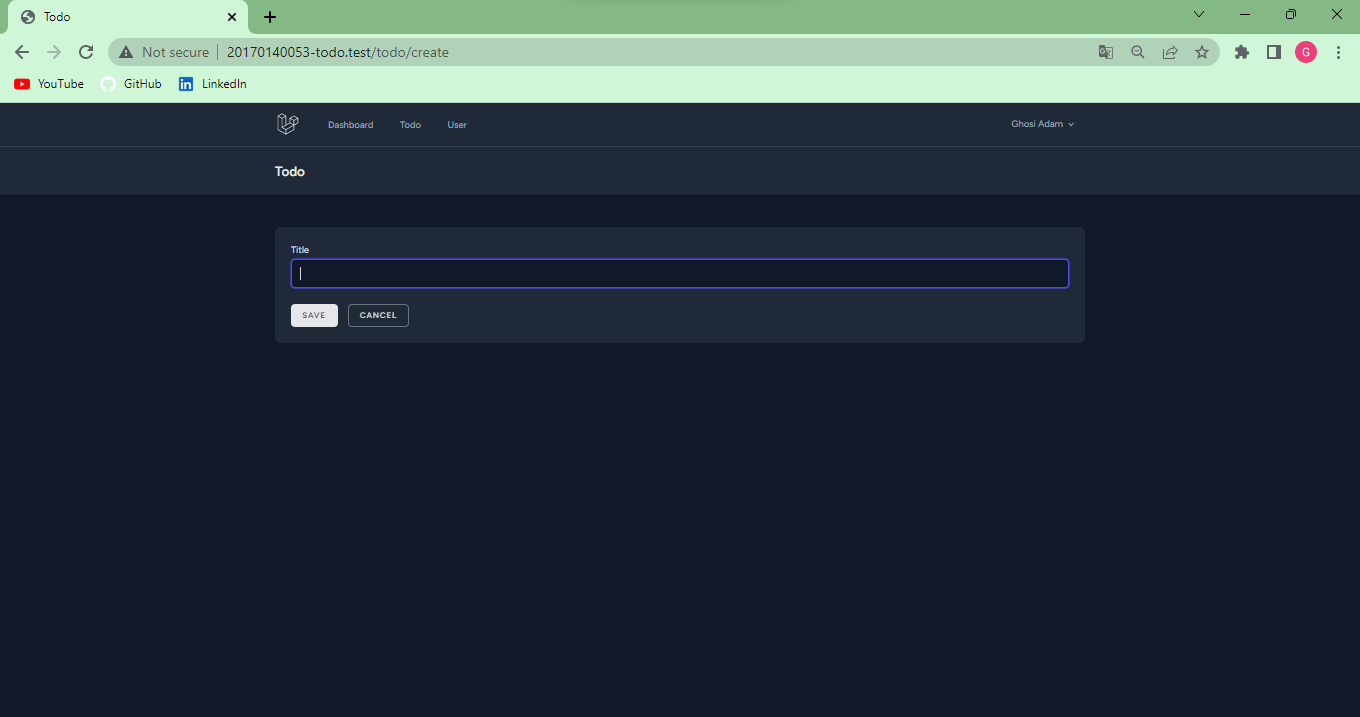 Todo
Not secure 20170140053-todo.test/todo/create
G
YouTube GitHub LinkedIn
Dashboard Todo User Ghosi Adam
Todo
Title
SAVE CANCEL